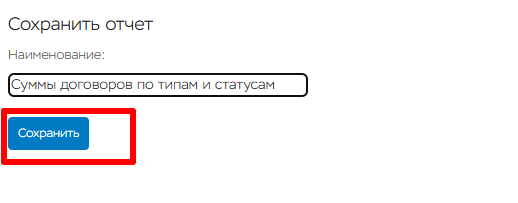 Сохранить отчет
Наименование:
Суммы договоров по типам и статусам
Сохранить